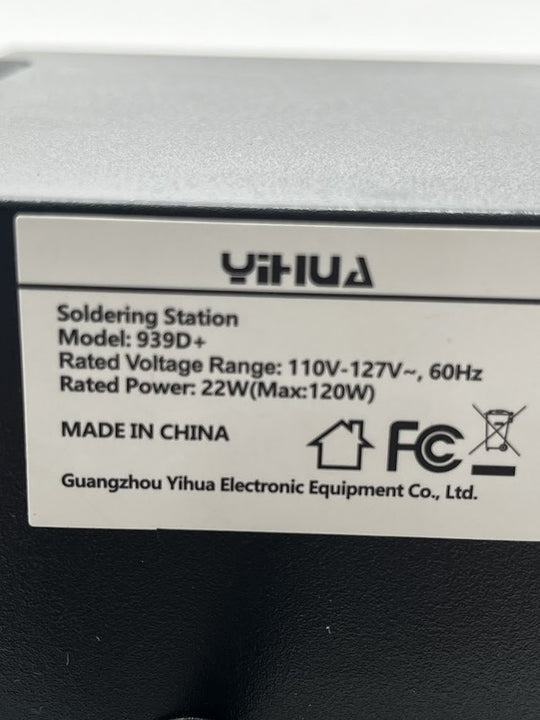 YIHUA
Soldering Station
Model: 939D+
Rated Voltage Range: 110V-127V~, 60Hz
Rated Power: 22W(Max:120W)
MADE IN CHINA
FC
Guangzhou Yihua Electronic Equipment Co., Ltd.